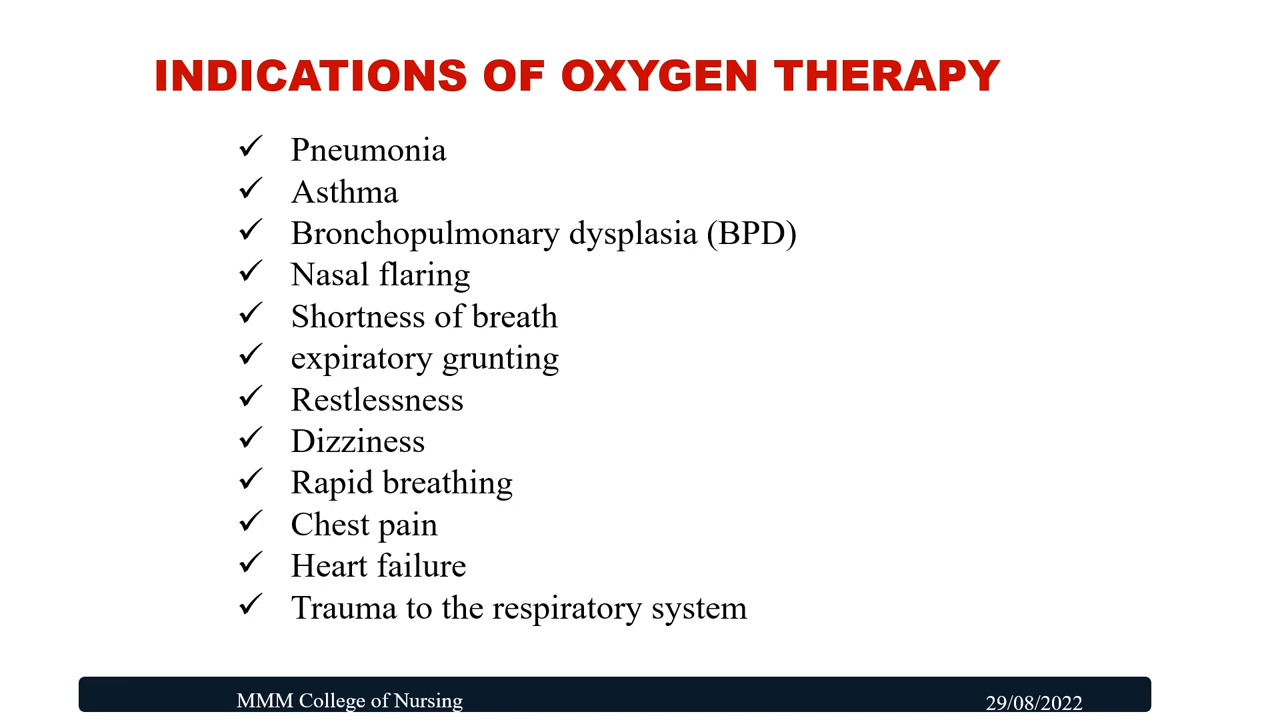 INDICATIONS OF OXYGEN THERAPY
✓ Pneumonia
✓ Asthma
✓ Bronchopulmonary dysplasia (BPD)
✓ Nasal flaring
✓ Shortness of breath
✓ expiratory grunting
✓ Restlessness
✓ Dizziness
✓ Rapid breathing
✓ Chest pain
✓ Heart failure
✓ Trauma to the respiratory system
MMM College of Nursing
29/08/2022